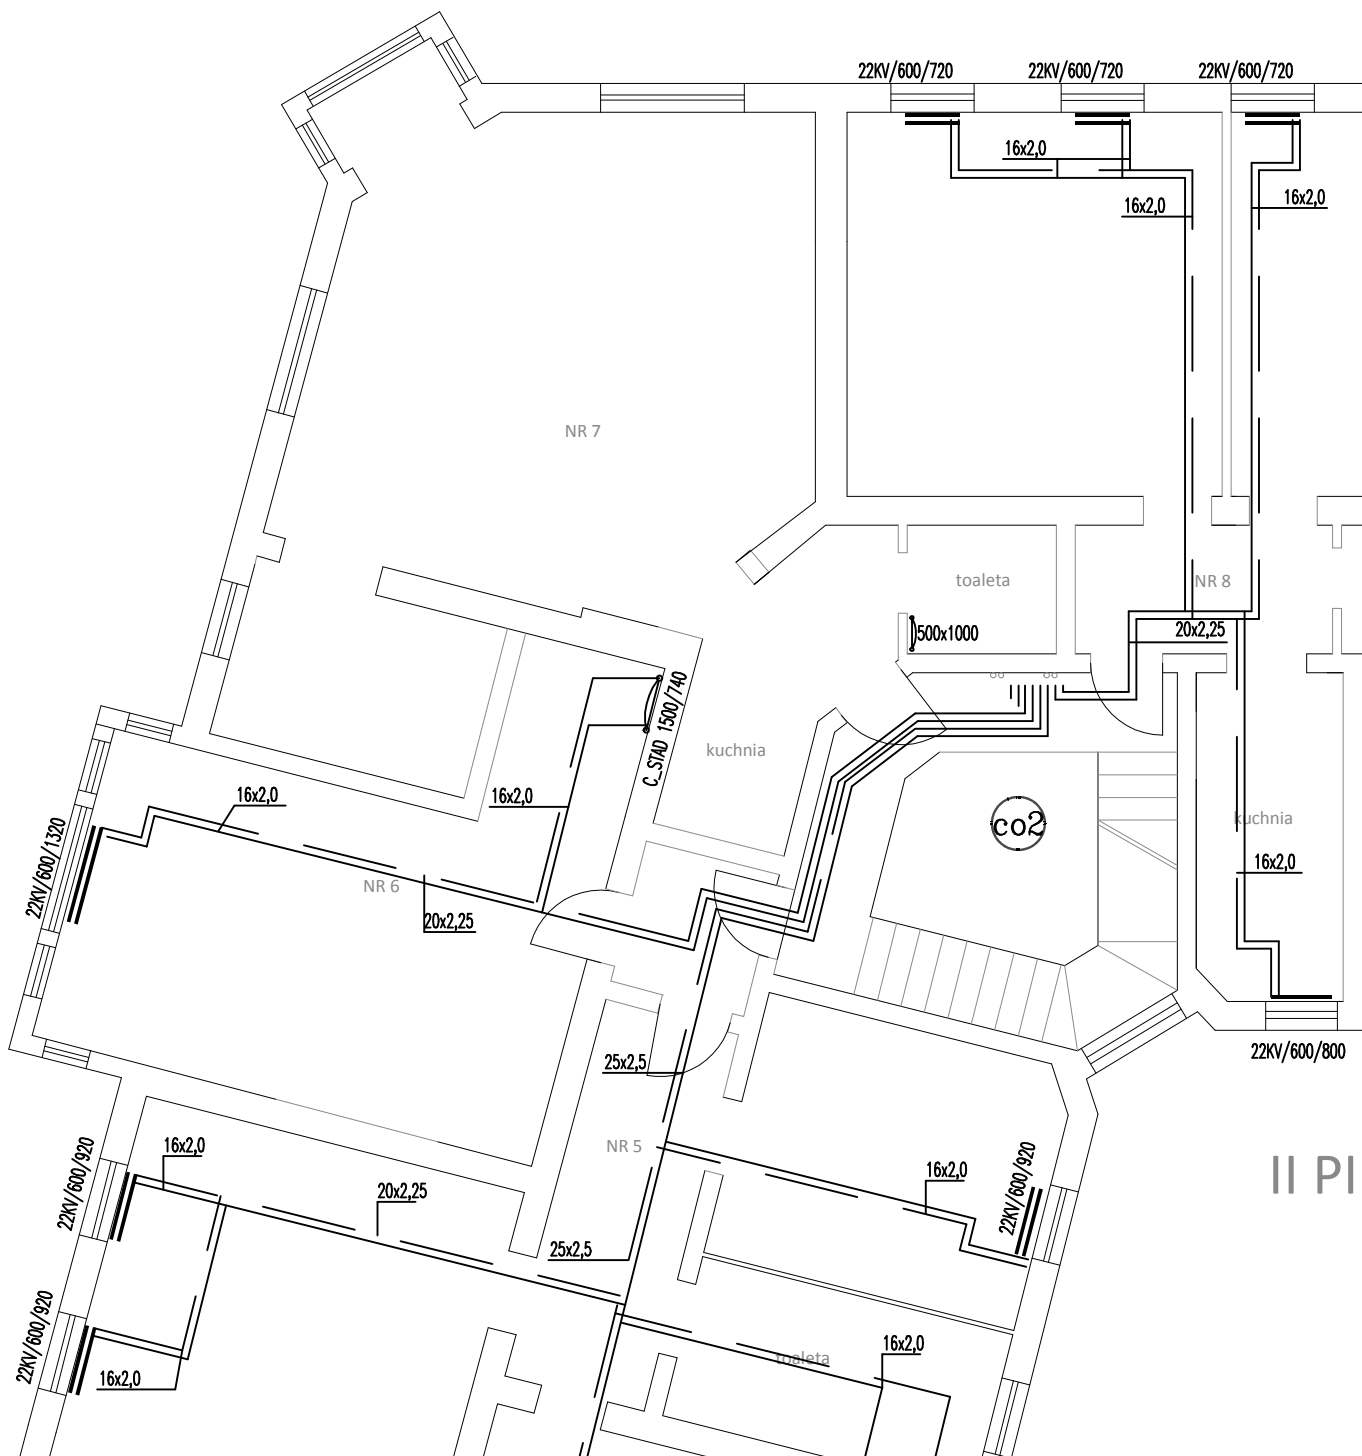 22KV/600/720
22KV/600/720
22KV/600/720
16x2,0
16x2,0
16x2,0
NR 7
toaleta
NR 8
500x1000
20x2,25
C_STAD 1500/740
kuchnia
16x2,0
16x2,0
22KV/600/1320
co2
kuchnia
16x2,0
NR 6
20x2,25
25x2,5
22KV/600/800
NR 5
16x2,0
22KV/600/920
16x2,0
22KV/600/920
II PI
20x2,25
25x2,5
22KV/600/920
16x2,0
toaleta
16x2,0